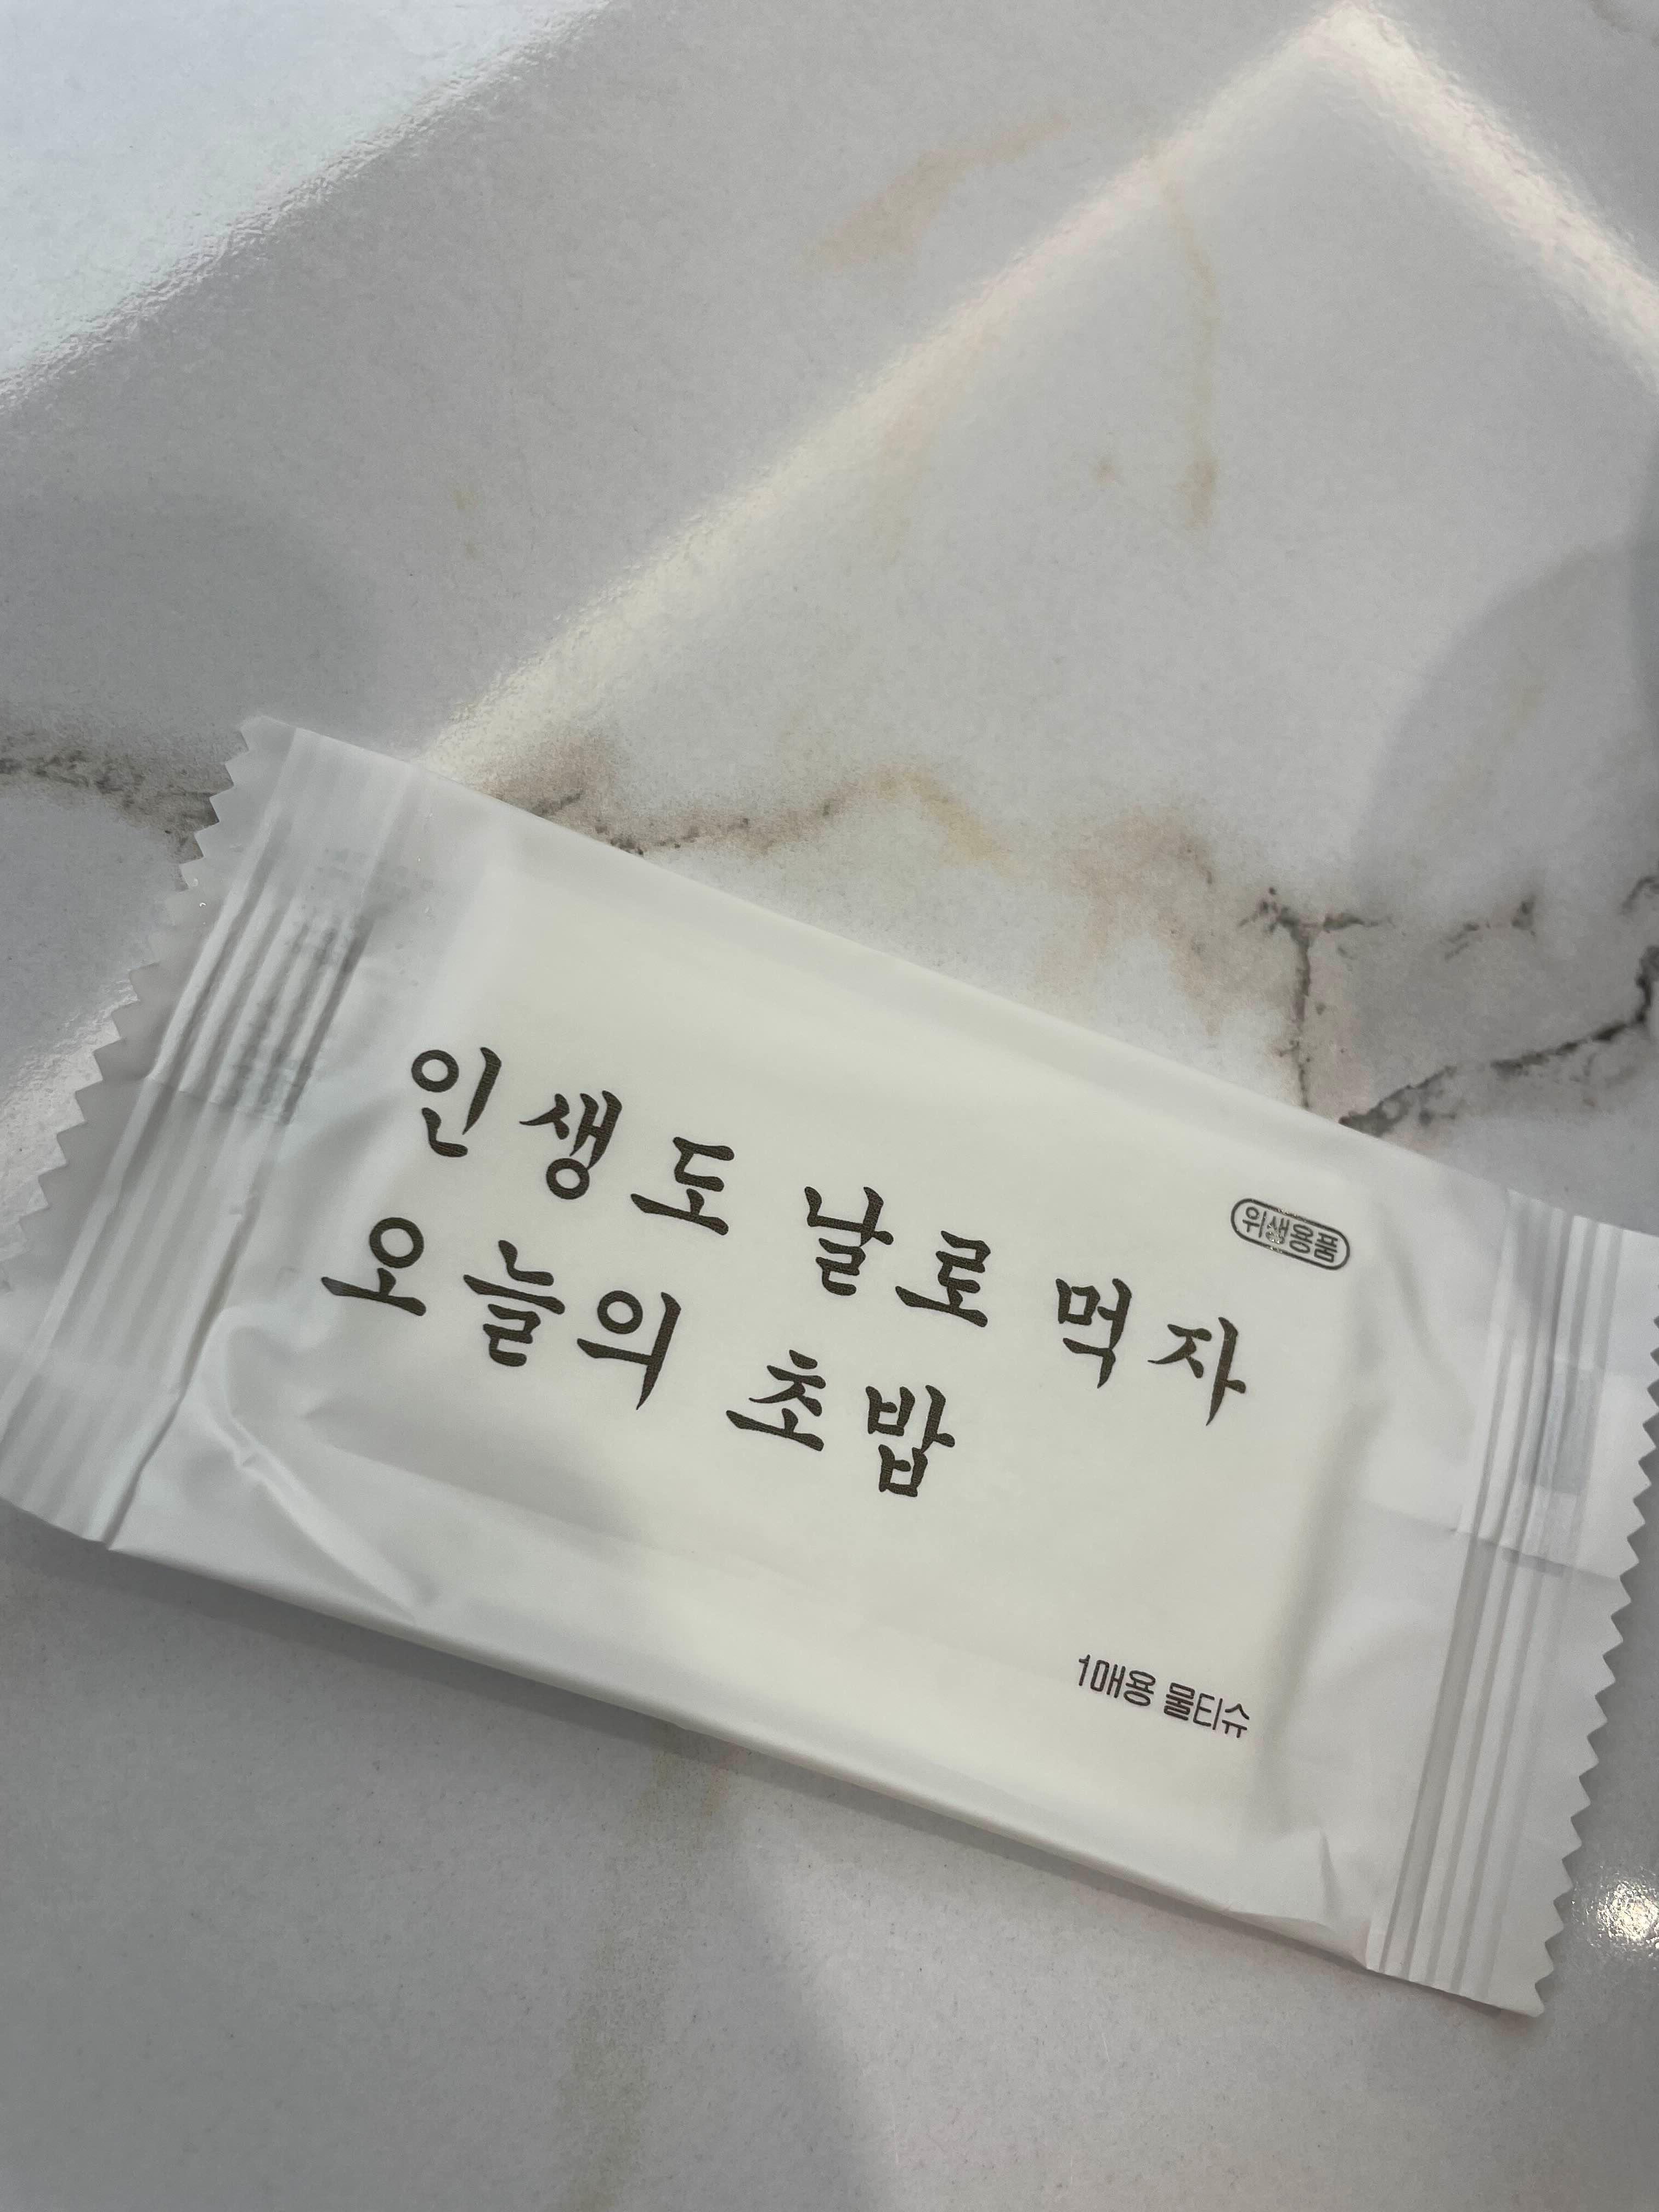 인생도 날로 먹자
오늘의 초밥
위생용품
1매용 물티슈